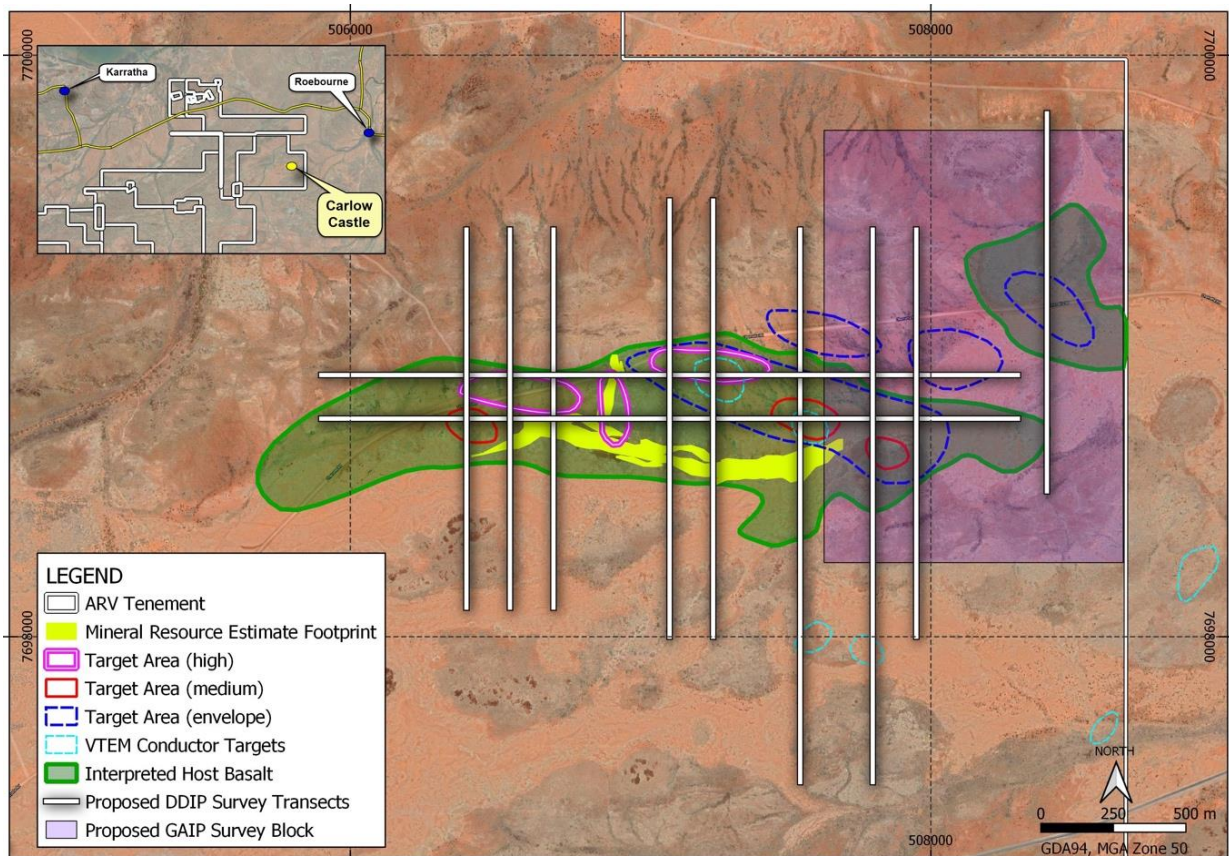 506000
508000
7700000
7700000
Karratha
Roebourne
Carlow
Castle
7698000
7698000
LEGEND
ARV Tenement
Mineral Resource Estimate Footprint
Target Area (high)
Target Area (medium)
Target Area (envelope)
VTEM Conductor Targets
Interpreted Host Basalt
Proposed DDIP Survey Transects
Proposed GAIP Survey Block
NORTH
0 250 500 m
508000
GDA94, MGA Zone 50